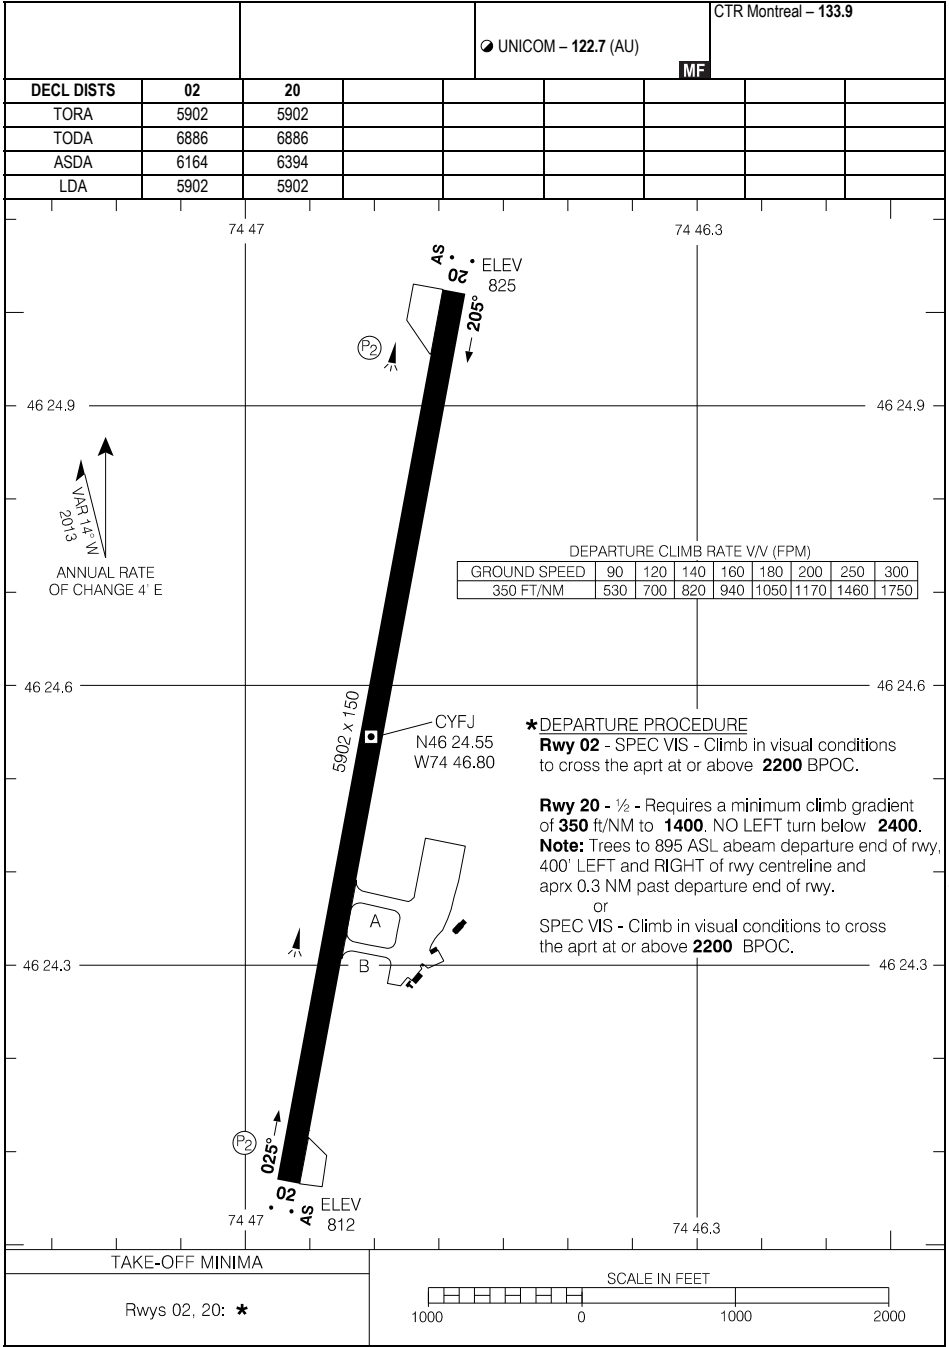 CTR Montreal – 133.9
UNICOM – 122.7 (AU)
MF
DECL DISTS 02 20
TORA 5902 5902
TODA 6886 6886
ASDA 6164 6394
LDA 5902 5902
74 47
74 46.3
AS
20
ELEV
825
205°
P2
46 24.9
46 24.9
VAR 14° W
2013
ANNUAL RATE
OF CHANGE 4' E
DEPARTURE CLIMB RATE V/V (FPM)
GROUND SPEED 90 120 140 160 180 200 250 300
350 FT/NM 530 700 820 940 1050 1170 1460 1750
46 24.6
46 24.6
5902 x 150
CYFJ
N46 24.55
W74 46.80
*DEPARTURE PROCEDURE
Rwy 02 - SPEC VIS - Climb in visual conditions
to cross the aprt at or above 2200 BPOC.
Rwy 20 - ½ - Requires a minimum climb gradient
of 350 ft/NM to 1400. NO LEFT turn below 2400.
Note: Trees to 895 ASL abeam departure end of rwy,
400' LEFT and RIGHT of rwy centreline and
aprx 0.3 NM past departure end of rwy.
or
SPEC VIS - Climb in visual conditions to cross
the aprt at or above 2200 BPOC.
A
B
46 24.3
46 24.3
P2
025°
02
AS
ELEV
812
74 47
74 46.3
TAKE-OFF MINIMA
Rwys 02, 20: *
SCALE IN FEET
1000 0 1000 2000